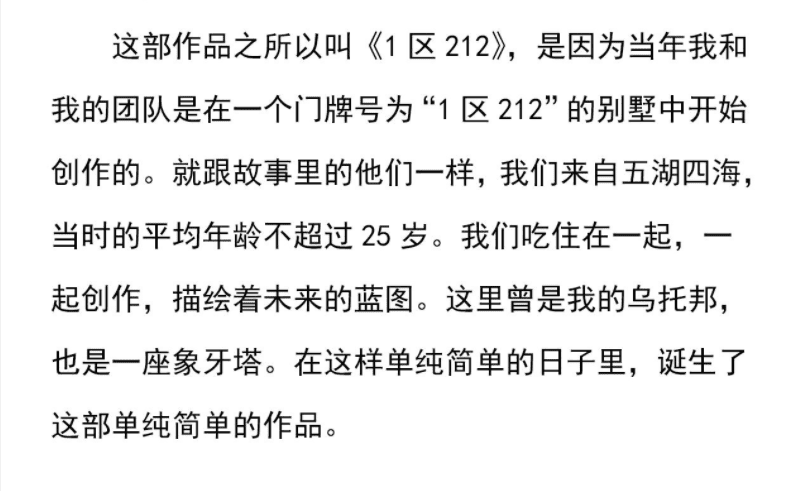 这部作品之所以叫《1 区 212》，是因为当年我和
我的团队是在一个门牌号为“1 区 212”的别墅中开始
创作的。就跟故事里的他们一样，我们来自五湖四海，
当时的平均年龄不超过 25 岁。我们吃住在一起，一
起创作，描绘着未来的蓝图。这里曾是我的乌托邦，
也是一座象牙塔。在这样单纯简单的日子里，诞生了
这部单纯简单的作品。